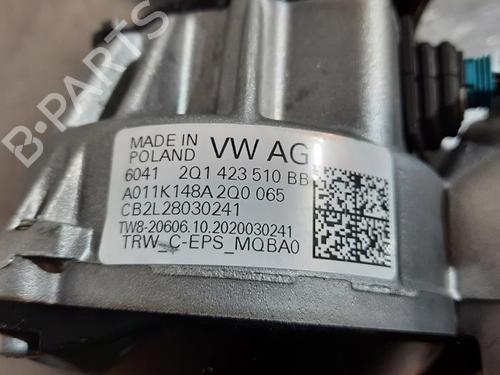 MADE IN POLAND VW AG
6041 2Q1 423 510 BB
A011K148A 2Q0 065
CB2L28030241
TW8-20606.10.2020030241
TRW_C-EPS_MQBA0
B-PARTS